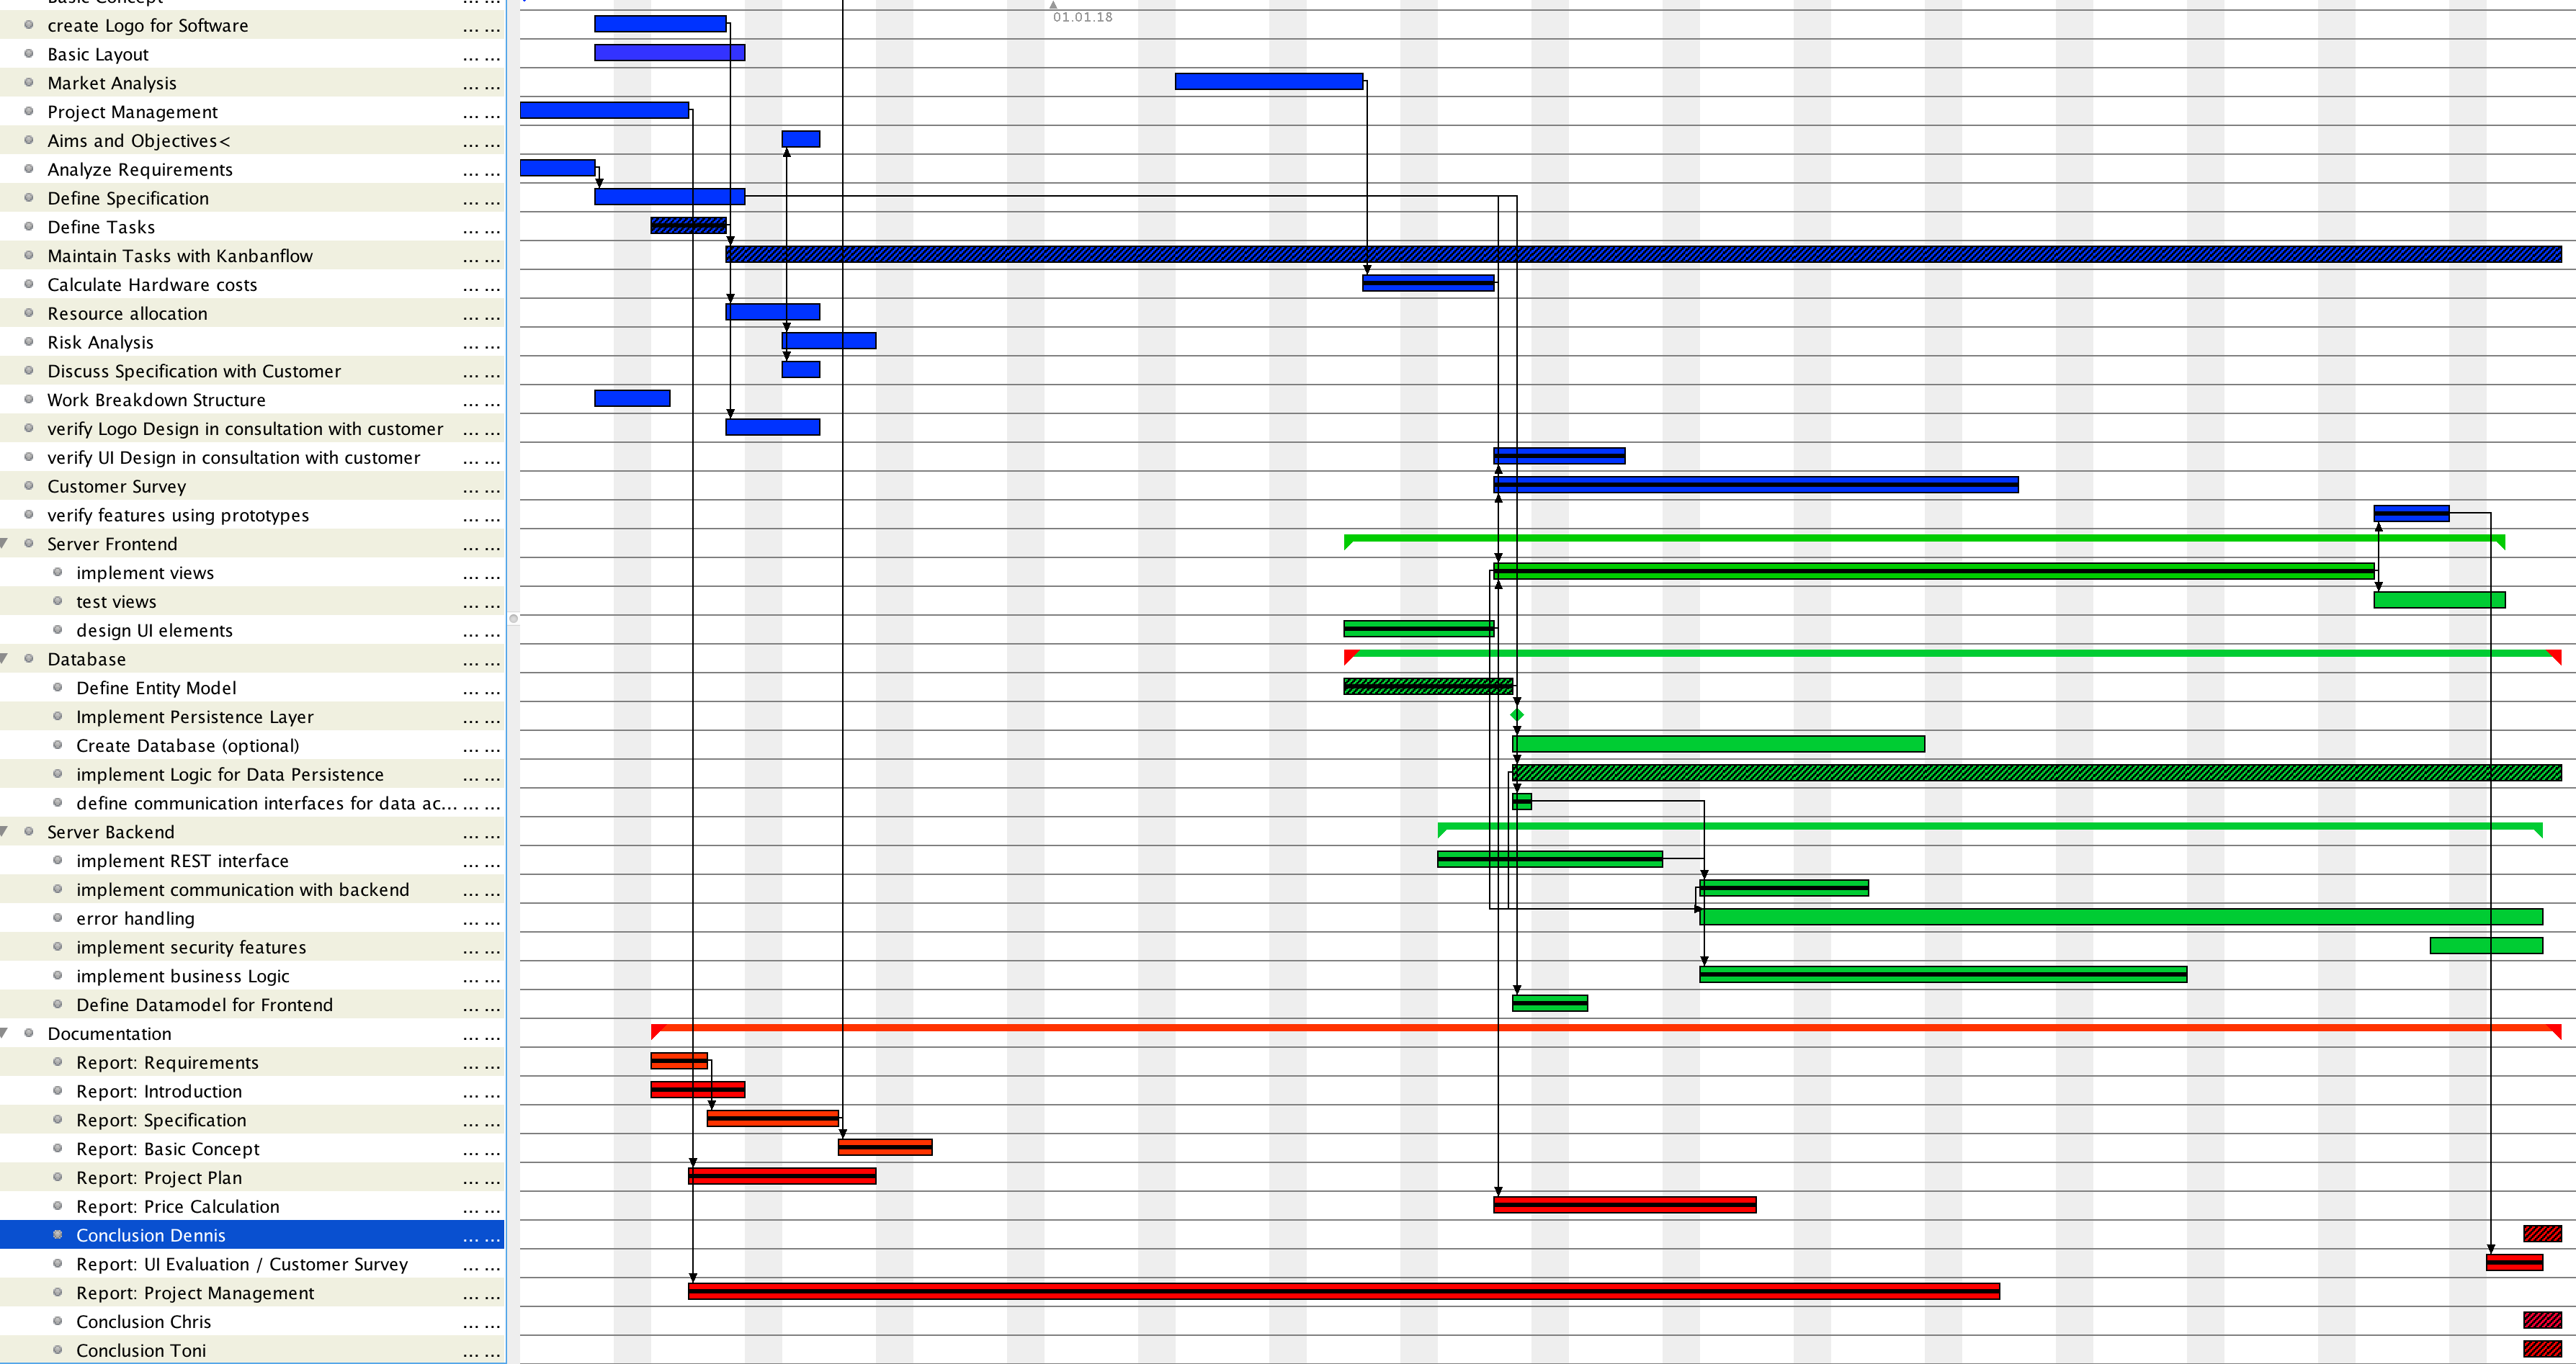 Basic Concept ... ...
01.01.18
create Logo for Software ... ...
Basic Layout ... ...
Market Analysis ... ...
Project Management ... ...
Aims and Objectives< ... ...
Analyze Requirements ... ...
Define Specification ... ...
Define Tasks ... ...
Maintain Tasks with Kanbanflow ... ...
Calculate Hardware costs ... ...
Resource allocation ... ...
Risk Analysis ... ...
Discuss Specification with Customer ... ...
Work Breakdown Structure ... ...
verify Logo Design in consultation with customer ... ...
verify UI Design in consultation with customer ... ...
Customer Survey ... ...
verify features using prototypes ... ...
Server Frontend ... ...
implement views ... ...
test views ... ...
design UI elements ... ...
Database ... ...
Define Entity Model ... ...
Implement Persistence Layer ... ...
Create Database (optional) ... ...
implement Logic for Data Persistence ... ...
define communication interfaces for data ac... ... ...
Server Backend ... ...
implement REST interface ... ...
implement communication with backend ... ...
error handling ... ...
implement security features ... ...
implement business Logic ... ...
Define Datamodel for Frontend ... ...
Documentation ... ...
Report: Requirements ... ...
Report: Introduction ... ...
Report: Specification ... ...
Report: Basic Concept ... ...
Report: Project Plan ... ...
Report: Price Calculation ... ...
Conclusion Dennis ... ...
Report: UI Evaluation / Customer Survey ... ...
Report: Project Management ... ...
Conclusion Chris ... ...
Conclusion Toni ... ...